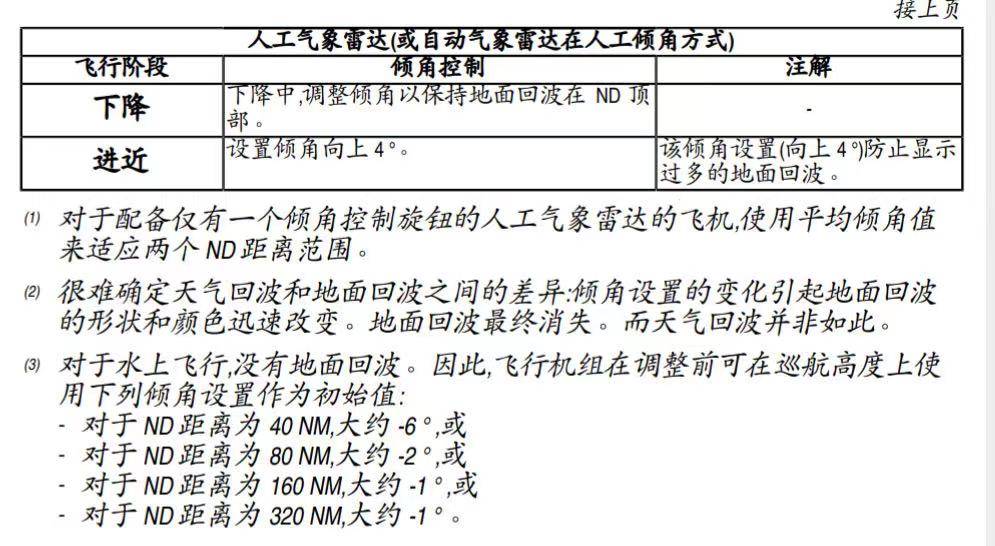 接上页
人工气象雷达(或自动气象雷达在人工倾角方式)
飞行阶段 倾角控制 注解
下降 下降中,调整倾角以保持地面回波在 ND 顶
部。 -
进近 设置倾角向上 4°。 该倾角设置(向上 4°)防止显示
过多的地面回波。
(1) 对于配备仅有一个倾角控制旋钮的人工气象雷达的飞机,使用平均倾角值
来适应两个 ND 距离范围。
(2) 很难确定天气回波和地面回波之间的差异:倾角设置的变化引起地面回波
的形状和颜色迅速改变。地面回波最终消失。而天气回波并非如此。
(3) 对于水上飞行,没有地面回波。因此,飞行机组在调整前可在巡航高度上使
用下列倾角设置作为初始值:
- 对于 ND 距离为 40 NM,大约 -6°,或
- 对于 ND 距离为 80 NM,大约 -2°,或
- 对于 ND 距离为 160 NM,大约 -1°,或
- 对于 ND 距离为 320 NM,大约 -1°。